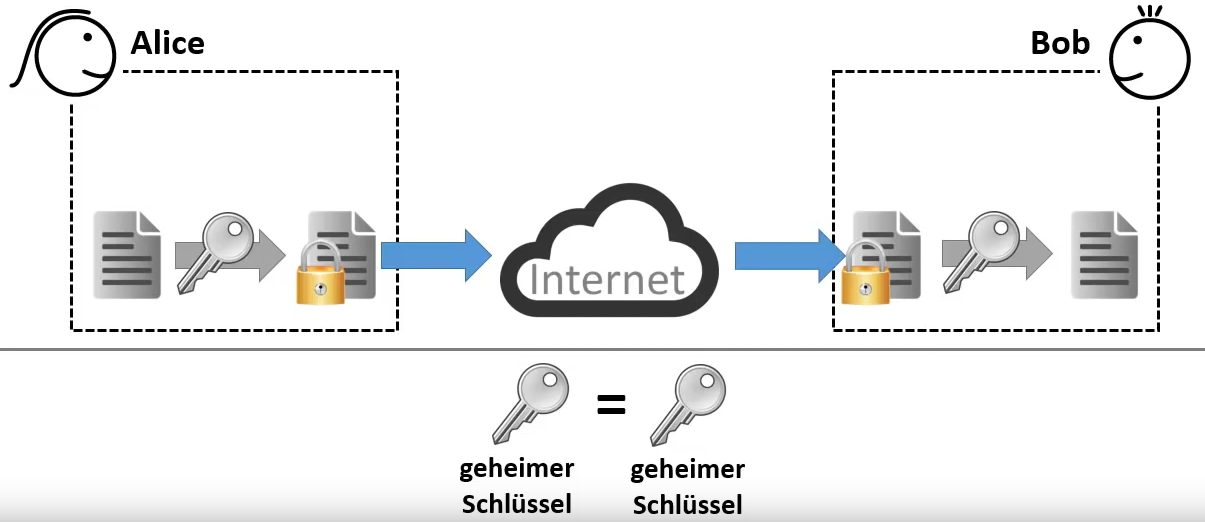 Alice
Bob
Internet
=
geheimer
Schlüssel
geheimer
Schlüssel